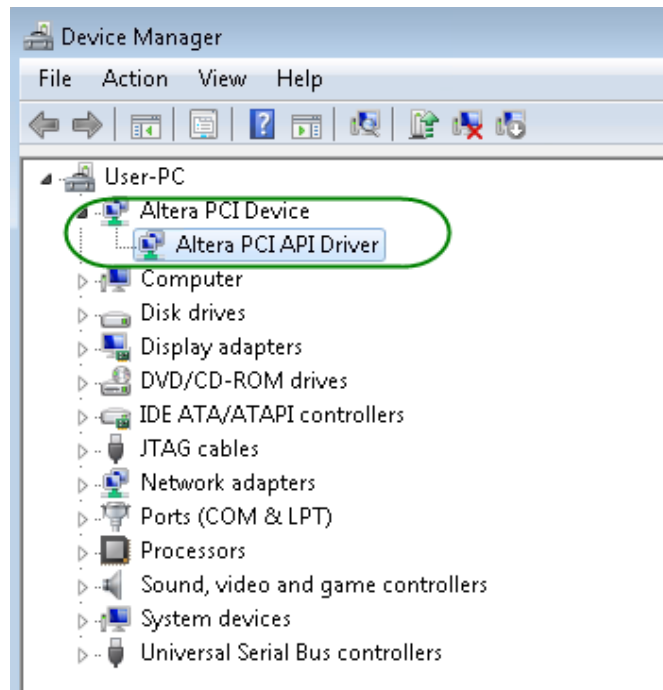 Device Manager
File Action View Help
User-PC
Altera PCI Device
Altera PCI API Driver
Computer
Disk drives
Display adapters
DVD/CD-ROM drives
IDE ATA/ATAPI controllers
JTAG cables
Network adapters
Ports (COM & LPT)
Processors
Sound, video and game controllers
System devices
Universal Serial Bus controllers